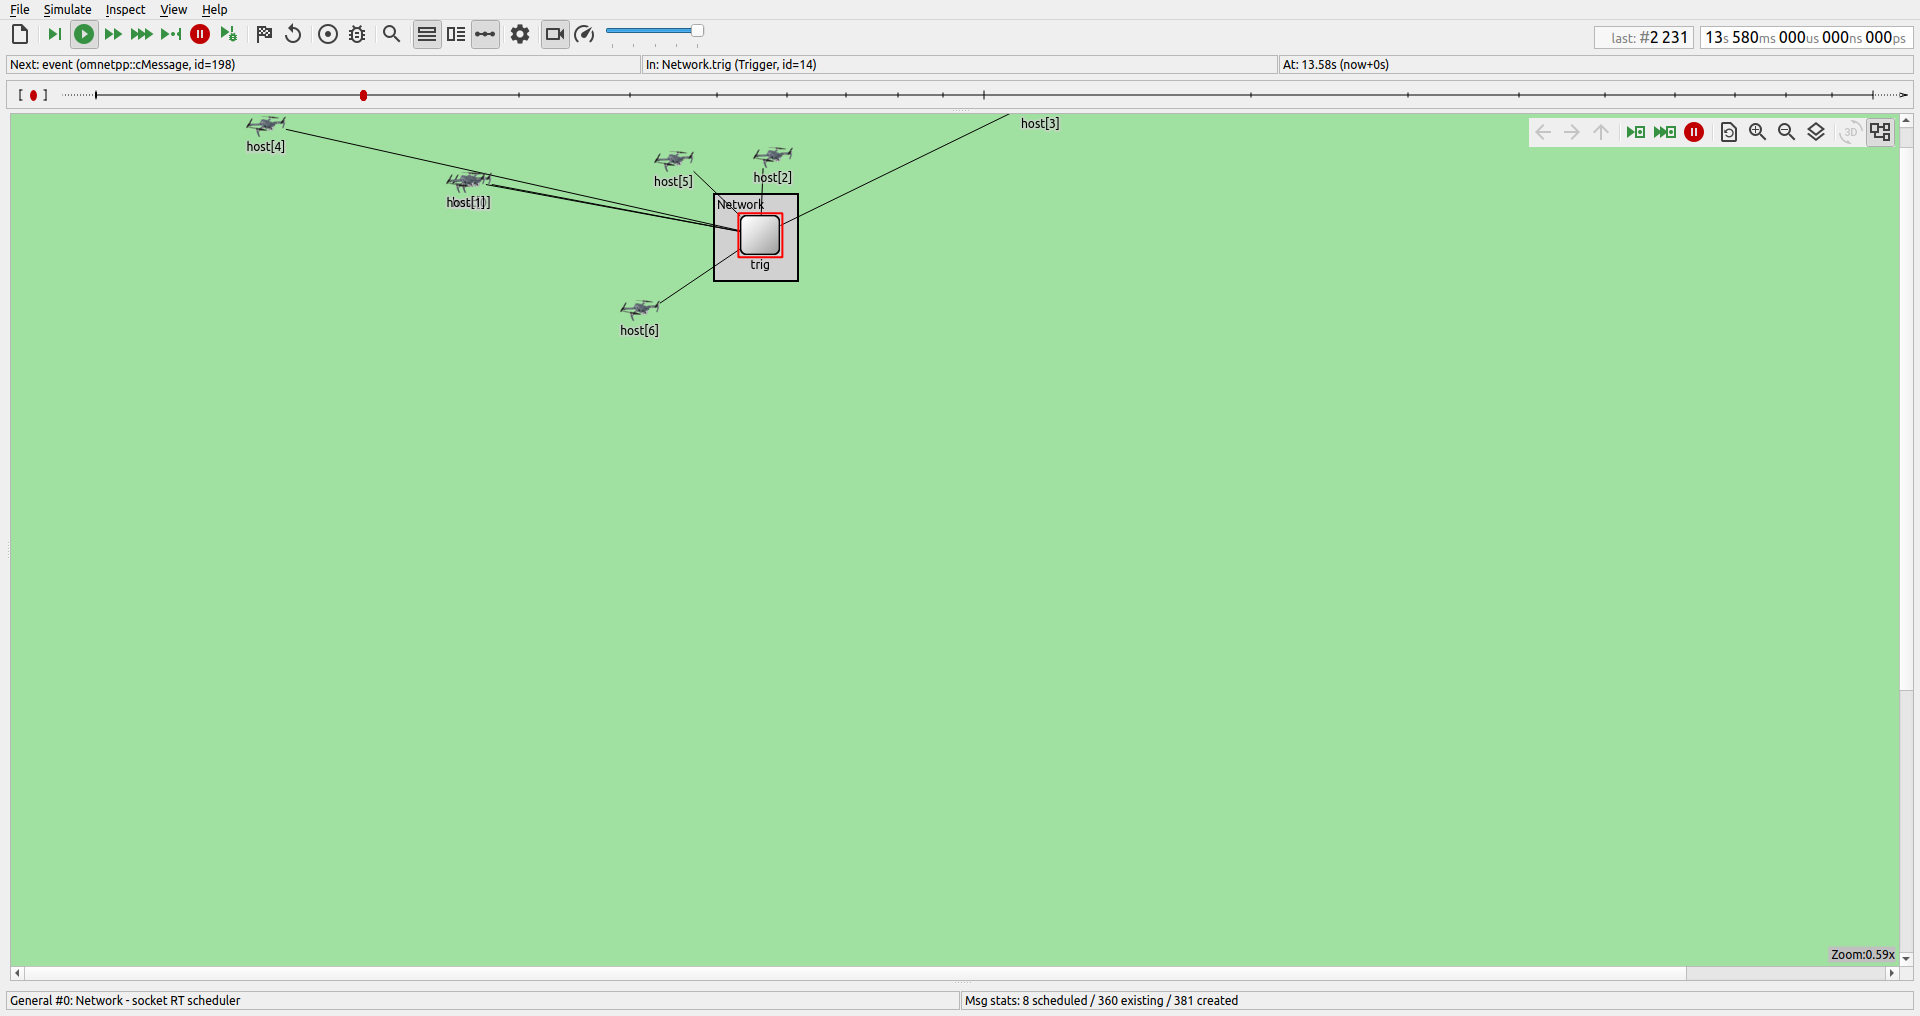 File Simulate Inspect View Help
last: #2 231
13s 580ms 000us 000ns 000ps
Next: event (omnetpp::cMessage, id=198)
In: Network.trig (Trigger, id=14)
At: 13.58s (now+0s)
host[4]
host[3]
3D
host[5]
host[2]
host[1]
Network
trig
host[6]
Zoom:0.59x
General #0: Network - socket RT scheduler
Msg stats: 8 scheduled / 360 existing / 381 created